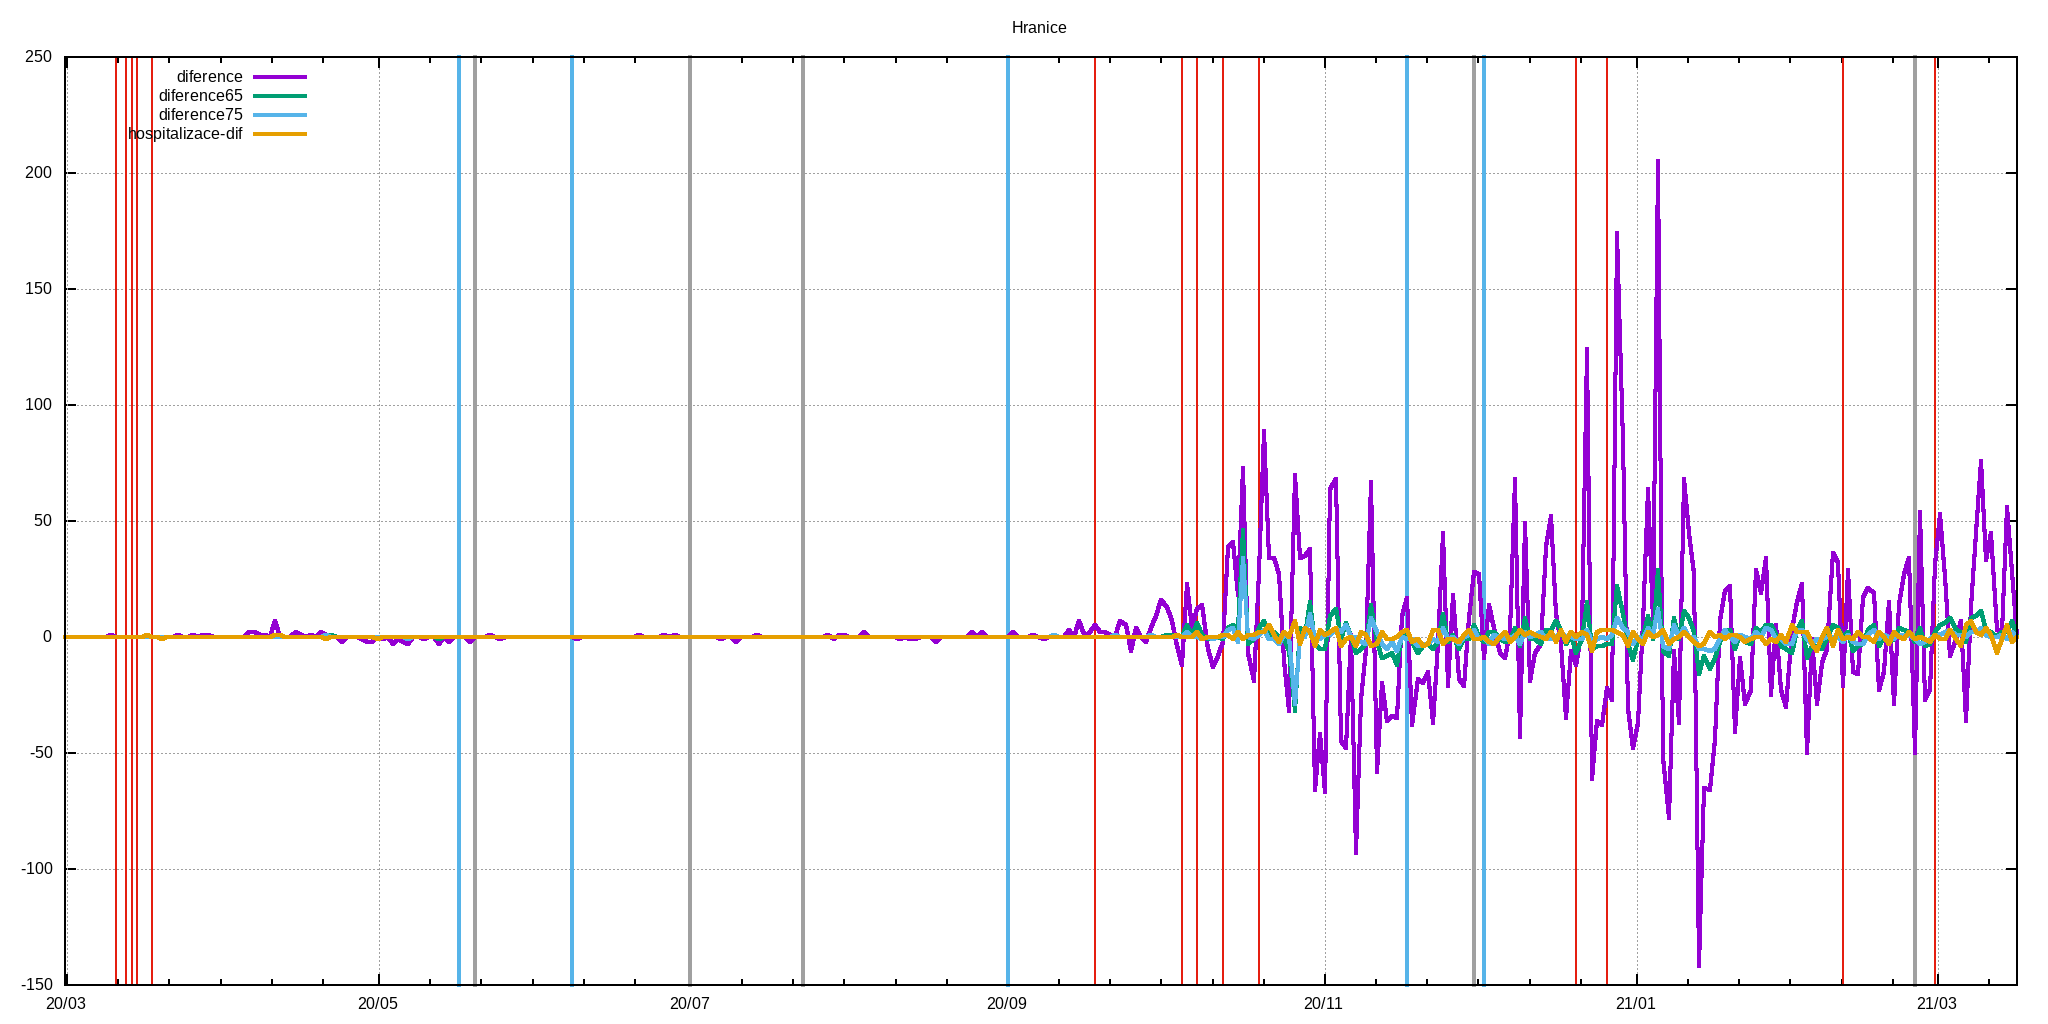 Hranice
250
200
150
100
50
0
-50
-100
-150
diference
diference65
diference75
hospitalizace-dif
20/03 20/05 20/07 20/09 20/11 21/01 21/03